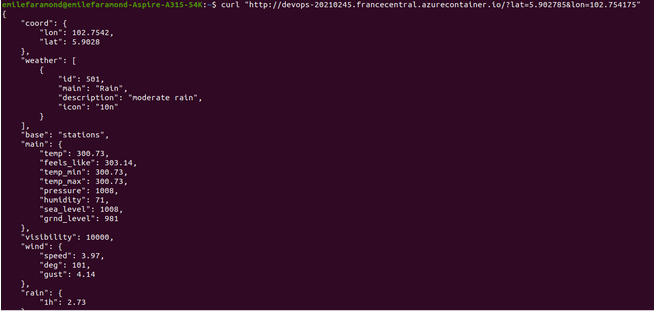 emilefaramond@emilefaramond-Aspire-A315-54K:~$ curl "http://devops-20210245.francecentral.azurecontainer.io/?lat=5.902785&lon=102.754175"
{
    "coord": {
        "lon": 102.7542,
        "lat": 5.9028
    },
    "weather": [
        {
            "id": 501,
            "main": "Rain",
            "description": "moderate rain",
            "icon": "10n"
        }
    ],
    "base": "stations",
    "main": {
        "temp": 300.73,
        "feels_like": 303.14,
        "temp_min": 300.73,
        "temp_max": 300.73,
        "pressure": 1008,
        "humidity": 71,
        "sea_level": 1008,
        "grnd_level": 981
    },
    "visibility": 10000,
    "wind": {
        "speed": 3.97,
        "deg": 101,
        "gust": 4.14
    },
    "rain": {
        "1h": 2.73